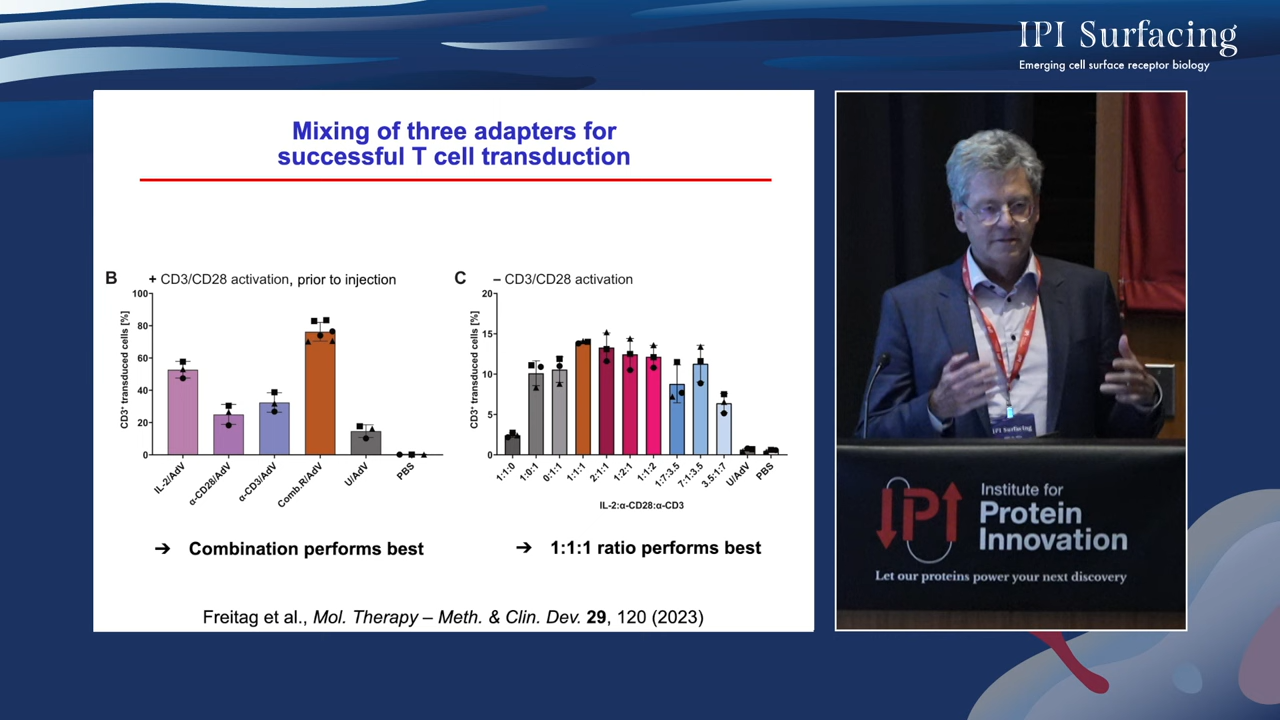 IPI Surfacing
Emerging cell surface receptor biology
Mixing of three adapters for
successful T cell transduction
B
+ CD3/CD28 activation, prior to injection
CD3⁺ transduced cells [%]
100
80
60
40
20
0
IL-2/AdV
α-CD28/AdV
α-CD3/AdV
Comb.R/AdV
U/AdV
PBS
➔ Combination performs best
C
– CD3/CD28 activation
CD3⁺ transduced cells [%]
20
15
10
5
0
1:1:0
1:0:1
0:1:1
1:1:1
2:1:1
1:2:1
1:1:2
1:7:3.5
7:1:3.5
3.5:1:7
U/AdV
PBS
IL-2:α-CD28:α-CD3
➔ 1:1:1 ratio performs best
Freitag et al., Mol. Therapy – Meth. & Clin. Dev. 29, 120 (2023)
IPI Surfacing
IPI
Institute for
Protein
Innovation
Let our proteins power your next discovery